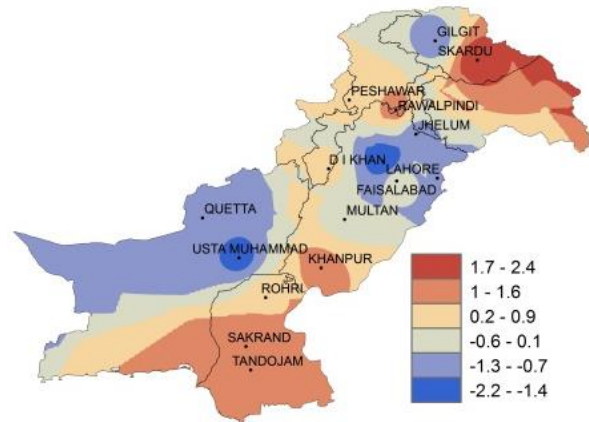 GILGIT
SKARDU
PESHAWAR
RAWALPINDI
JHELUM
D I KHAN
LAHORE
FAISALABAD
MULTAN
QUETTA
USTA MUHAMMAD
KHANPUR
ROHRI
SAKRAND
TANDOJAM
1.7 - 2.4
1 - 1.6
0.2 - 0.9
-0.6 - 0.1
-1.3 - -0.7
-2.2 - -1.4